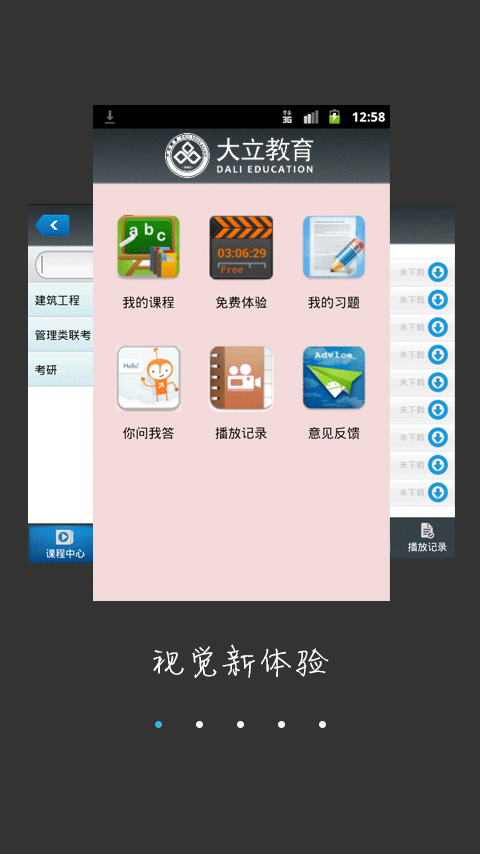 3G 12:58
大立教育
DALI EDUCATION
abc
03:06:29
Free
我的课程 免费体验 我的习题
Hello!
Advice
你问我答 播放记录 意见反馈
建筑工程
管理类联考
考研
课程中心
未下载
未下载
未下载
未下载
未下载
未下载
未下载
未下载
未下载
播放记录
视觉新体验